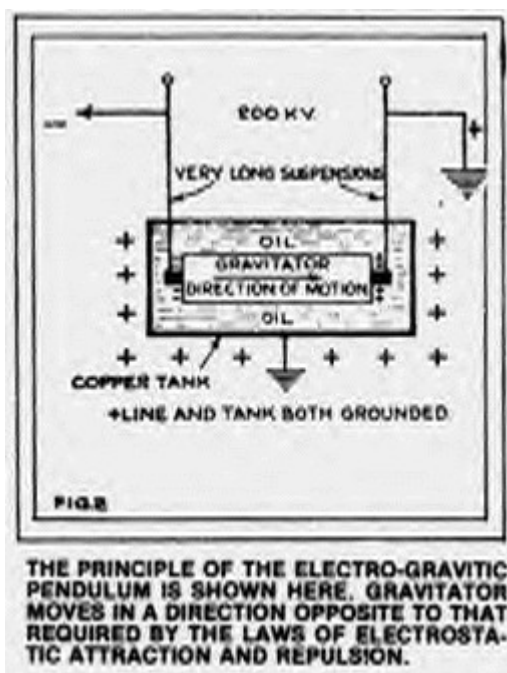 200 KV.
VERY LONG SUSPENSIONS
OIL
GRAVITATOR
DIRECTION OF MOTION
OIL
COPPER TANK
+LINE AND TANK BOTH GROUNDED.
FIG.2
THE PRINCIPLE OF THE ELECTRO-GRAVITIC
PENDULUM IS SHOWN HERE. GRAVITATOR
MOVES IN A DIRECTION OPPOSITE TO THAT
REQUIRED BY THE LAWS OF ELECTROSTA-
TIC ATTRACTION AND REPULSION.